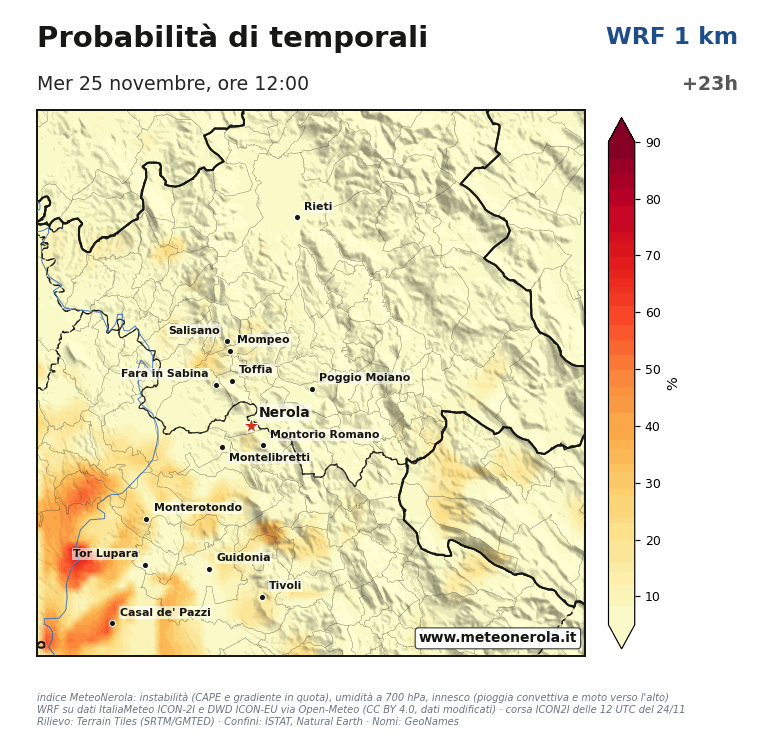 Probabilità di temporali
WRF 1 km
Mer 25 novembre, ore 12:00
+23h
Rieti
Salisano
Mompeo
Fara in Sabina
Toffia
Poggio Moiano
Nerola
Montorio Romano
Montelibretti
Monterotondo
Tor Lupara
Guidonia
Tivoli
Casal de' Pazzi
www.meteonerola.it
90
80
70
60
50
40
30
20
10
%
indice MeteoNerola: instabilità (CAPE e gradiente in quota), umidità a 700 hPa, innesco (pioggia convettiva e moto verso l'alto)
WRF su dati ItaliaMeteo ICON-2I e DWD ICON-EU via Open-Meteo (CC BY 4.0, dati modificati) · corsa ICON2I delle 12 UTC del 24/11
Rilievo: Terrain Tiles (SRTM/GMTED) · Confini: ISTAT, Natural Earth · Nomi: GeoNames